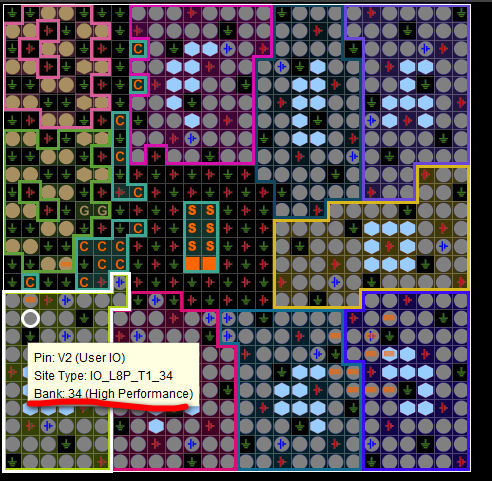 C
C
C
C
C
G G
S S
C
S S
C C C
S S
C C
C
C C
Pin: V2 (User IO)
Site Type: IO_L8P_T1_34
Bank: 34 (High Performance)